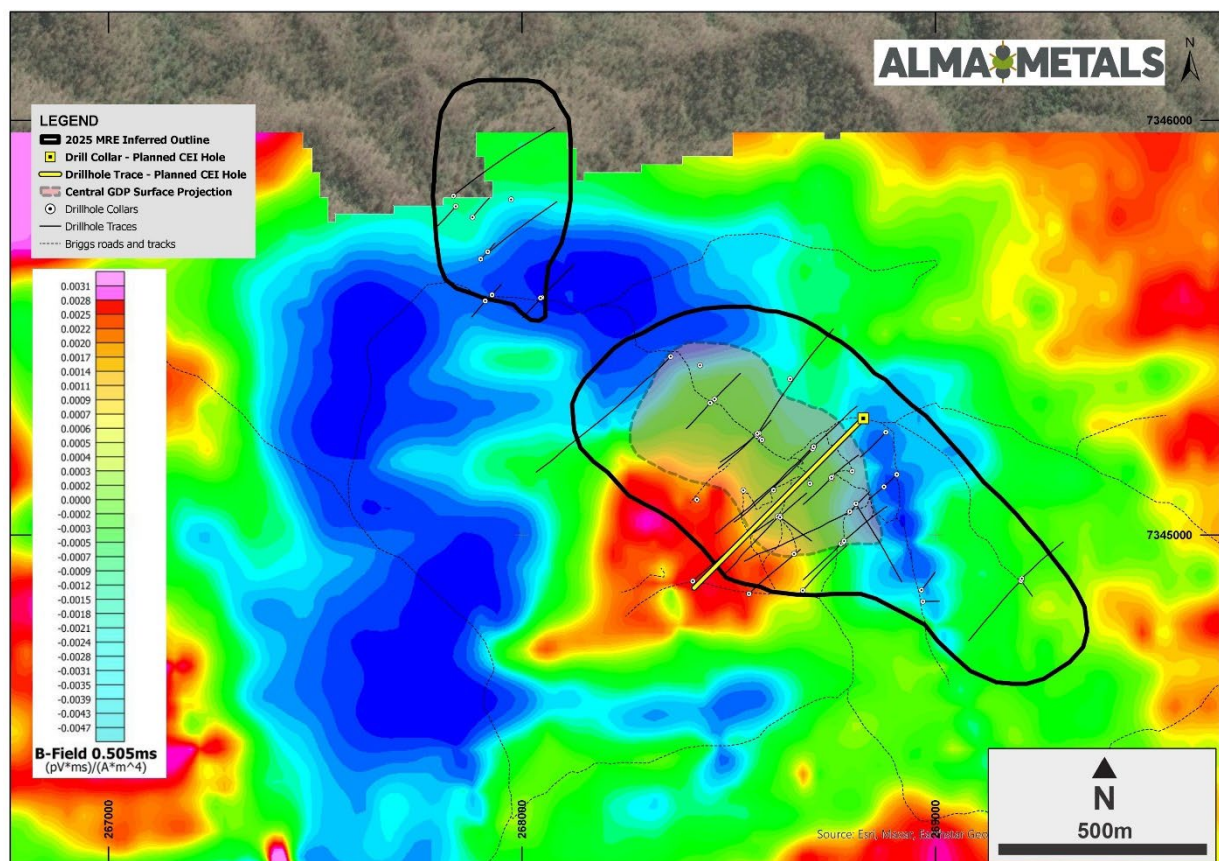 ALMA METALS
N
7346000
LEGEND
2025 MRE Inferred Outline
Drill Collar - Planned CEI Hole
Drillhole Trace - Planned CEI Hole
Central GDP Surface Projection
Drillhole Collars
Drillhole Traces
Briggs roads and tracks
0.0031
0.0028
0.0025
0.0022
0.0020
0.0017
0.0014
0.0011
0.0010
0.0009
0.0007
0.0006
0.0004
0.0003
0.0002
0.0000
-0.0002
-0.0003
-0.0005
-0.0007
-0.0009
-0.0012
-0.0015
-0.0018
-0.0021
-0.0024
-0.0028
-0.0031
-0.0035
-0.0039
-0.0043
-0.0047
B-Field 0.505ms
(pV*ms)/(A*m^4)
7345000
267000
268000
269000
Source: Esri, Maxar, Earthstar Geo
N
500m